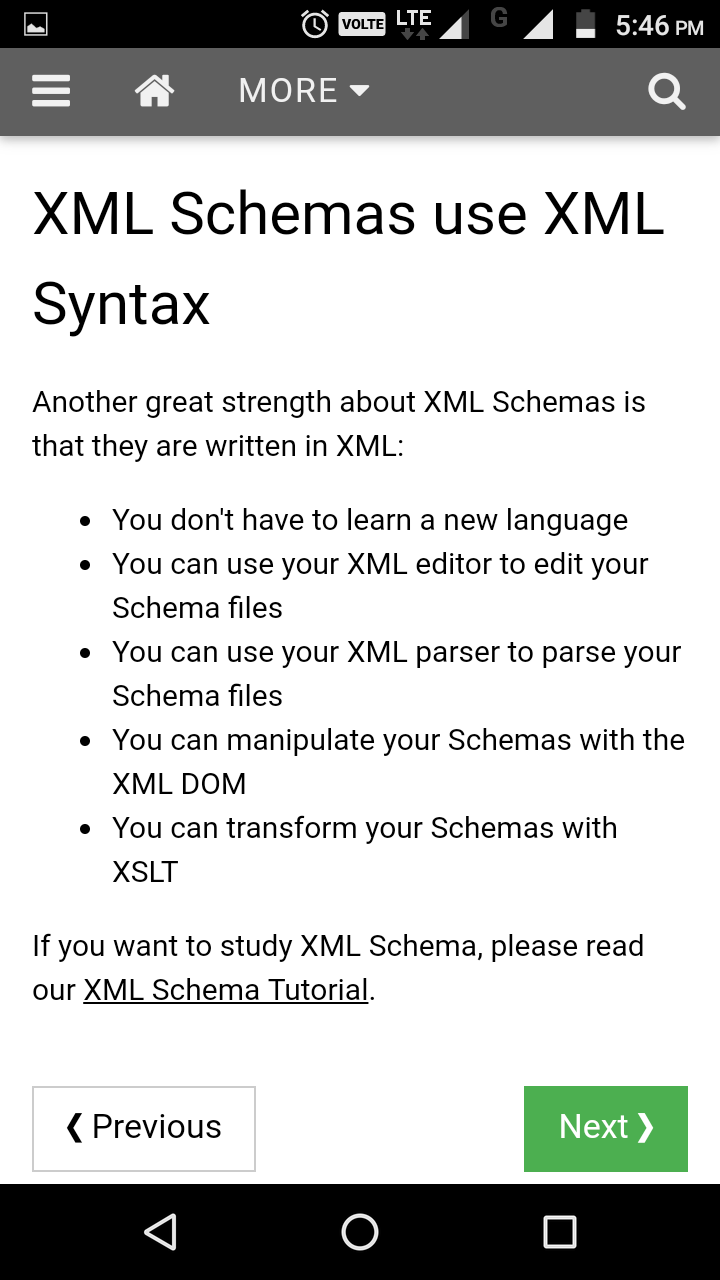 VOLTE LTE G 5:46 PM
MORE
XML Schemas use XML
Syntax
Another great strength about XML Schemas is
that they are written in XML:
• You don't have to learn a new language
• You can use your XML editor to edit your
Schema files
• You can use your XML parser to parse your
Schema files
• You can manipulate your Schemas with the
XML DOM
• You can transform your Schemas with
XSLT
If you want to study XML Schema, please read
our XML Schema Tutorial.
❮ Previous Next ❯